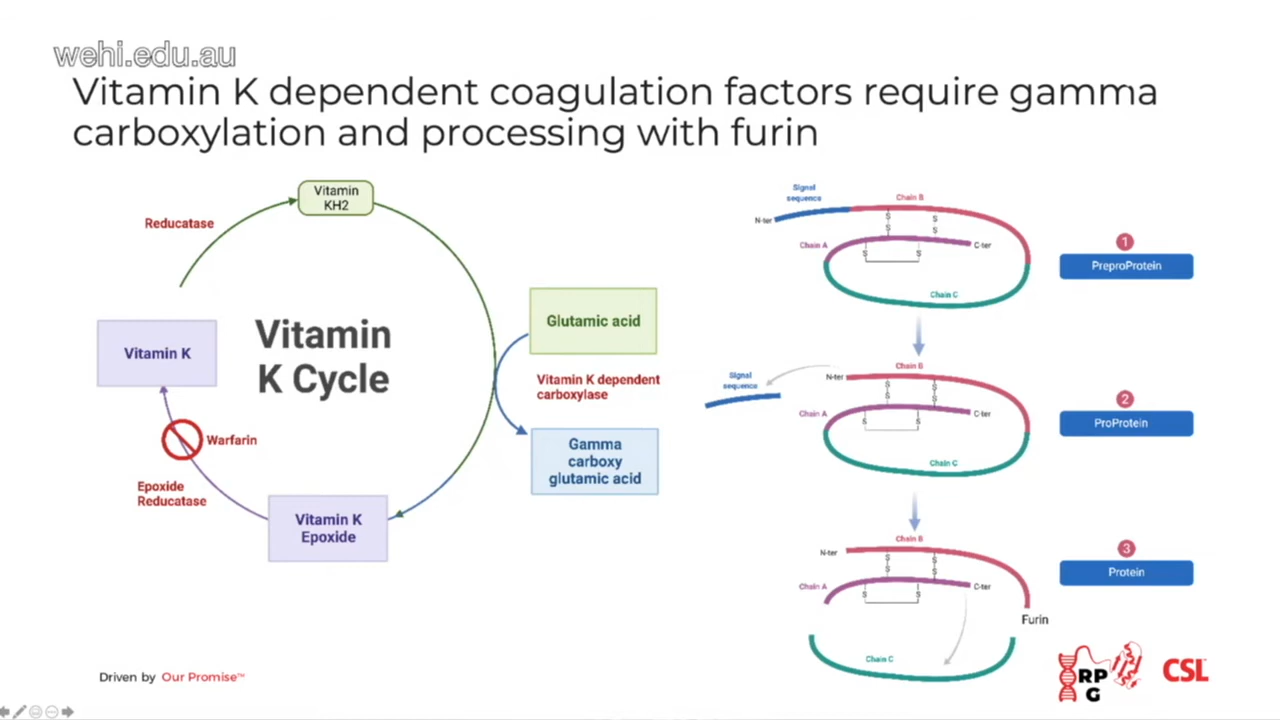 wehi.edu.au
Vitamin K dependent coagulation factors require gamma
carboxylation and processing with furin
Vitamin
KH2
Reducatase
Glutamic acid
Vitamin K
Vitamin
K Cycle
Vitamin K dependent
carboxylase
Warfarin
Gamma
carboxy
glutamic acid
Epoxide
Reducatase
Vitamin K
Epoxide
Signal
sequence
N-ter
Chain B
S
S
S
S
Chain A
C-ter
S
S
Chain C
1
PreproProtein
Signal
sequence
N-ter
Chain B
S
S
S
S
Chain A
C-ter
S
S
Chain C
2
ProProtein
N-ter
Chain B
S
S
S
S
Chain A
C-ter
S
S
Furin
Chain C
3
Protein
Driven by Our Promise™
RP
G
CSL